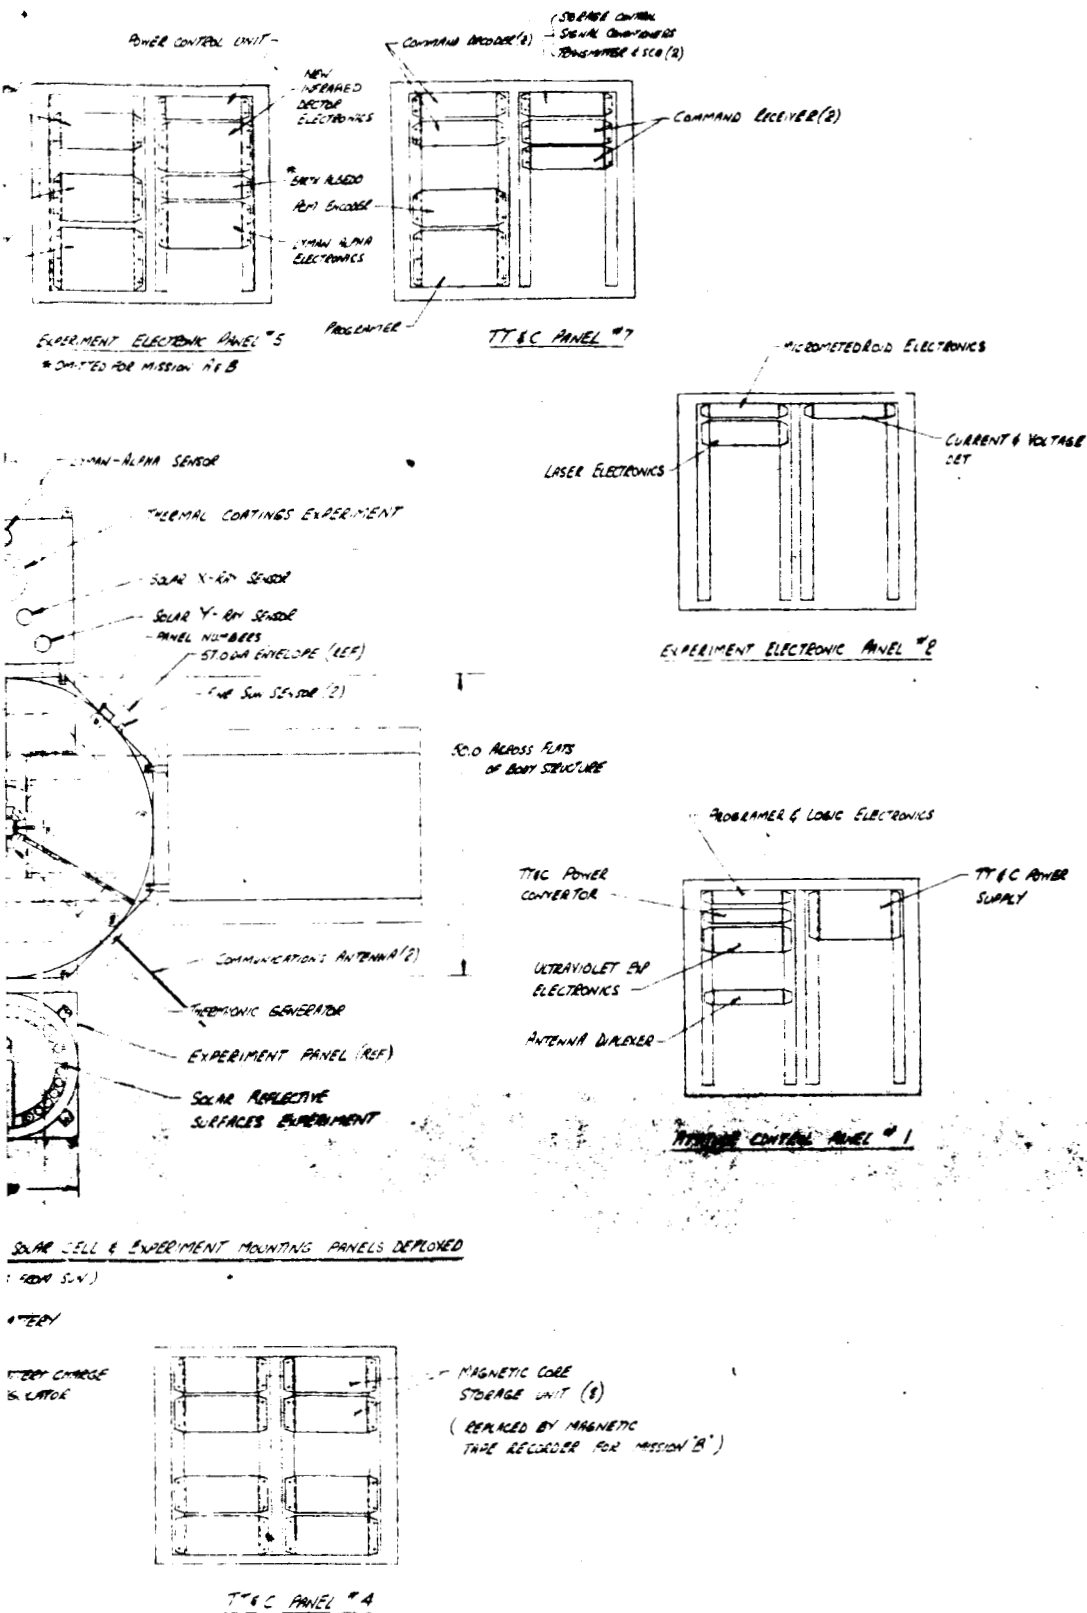 POWER CONTROL UNIT
NEW
INFRARED
DECTOR
ELECTRONICS
*
EARTH ALBEDO
PCM ENCODER
LYMAN ALPHA
ELECTRONICS
PROGRAMER
EXPERIMENT ELECTRONIC PANEL #5
* OMITTED FOR MISSION A & B
COMMAND DECODER (2)
STORAGE CONTROL
SIGNAL CONDITIONERS
TRANSMITTER & SCO (2)
COMMAND RECEIVER (2)
TT & C PANEL #7
MICROMETEOROID ELECTRONICS
CURRENT & VOLTAGE
DET
LASER ELECTRONICS
EXPERIMENT ELECTRONIC PANEL #8
LYMAN-ALPHA SENSOR
THERMAL COATINGS EXPERIMENT
SOLAR X-RAY SENSOR
SOLAR Y-RAY SENSOR
PANEL NUMBERS
57.0 DIA ENVELOPE (REF)
FINE SUN SENSOR (2)
50.0 ACROSS FLATS
OF BODY STRUCTURE
COMMUNICATIONS ANTENNA (2)
THERMIONIC GENERATOR
EXPERIMENT PANEL (REF)
SOLAR REFLECTIVE
SURFACES EXPERIMENT
PROGRAMER & LOGIC ELECTRONICS
TT&C POWER
CONVERTOR
TT & C POWER
SUPPLY
ULTRAVIOLET EXP
ELECTRONICS
ANTENNA DIPLEXER
ATTITUDE CONTROL PANEL #1
SOLAR CELL & EXPERIMENT MOUNTING PANELS DEPLOYED
FROM SUN)
TERY
CHARGE
MAGNETIC CORE
STORAGE UNIT (8)
(REPLACED BY MAGNETIC
TAPE RECORDER FOR MISSION "B")
TT & C PANEL #4